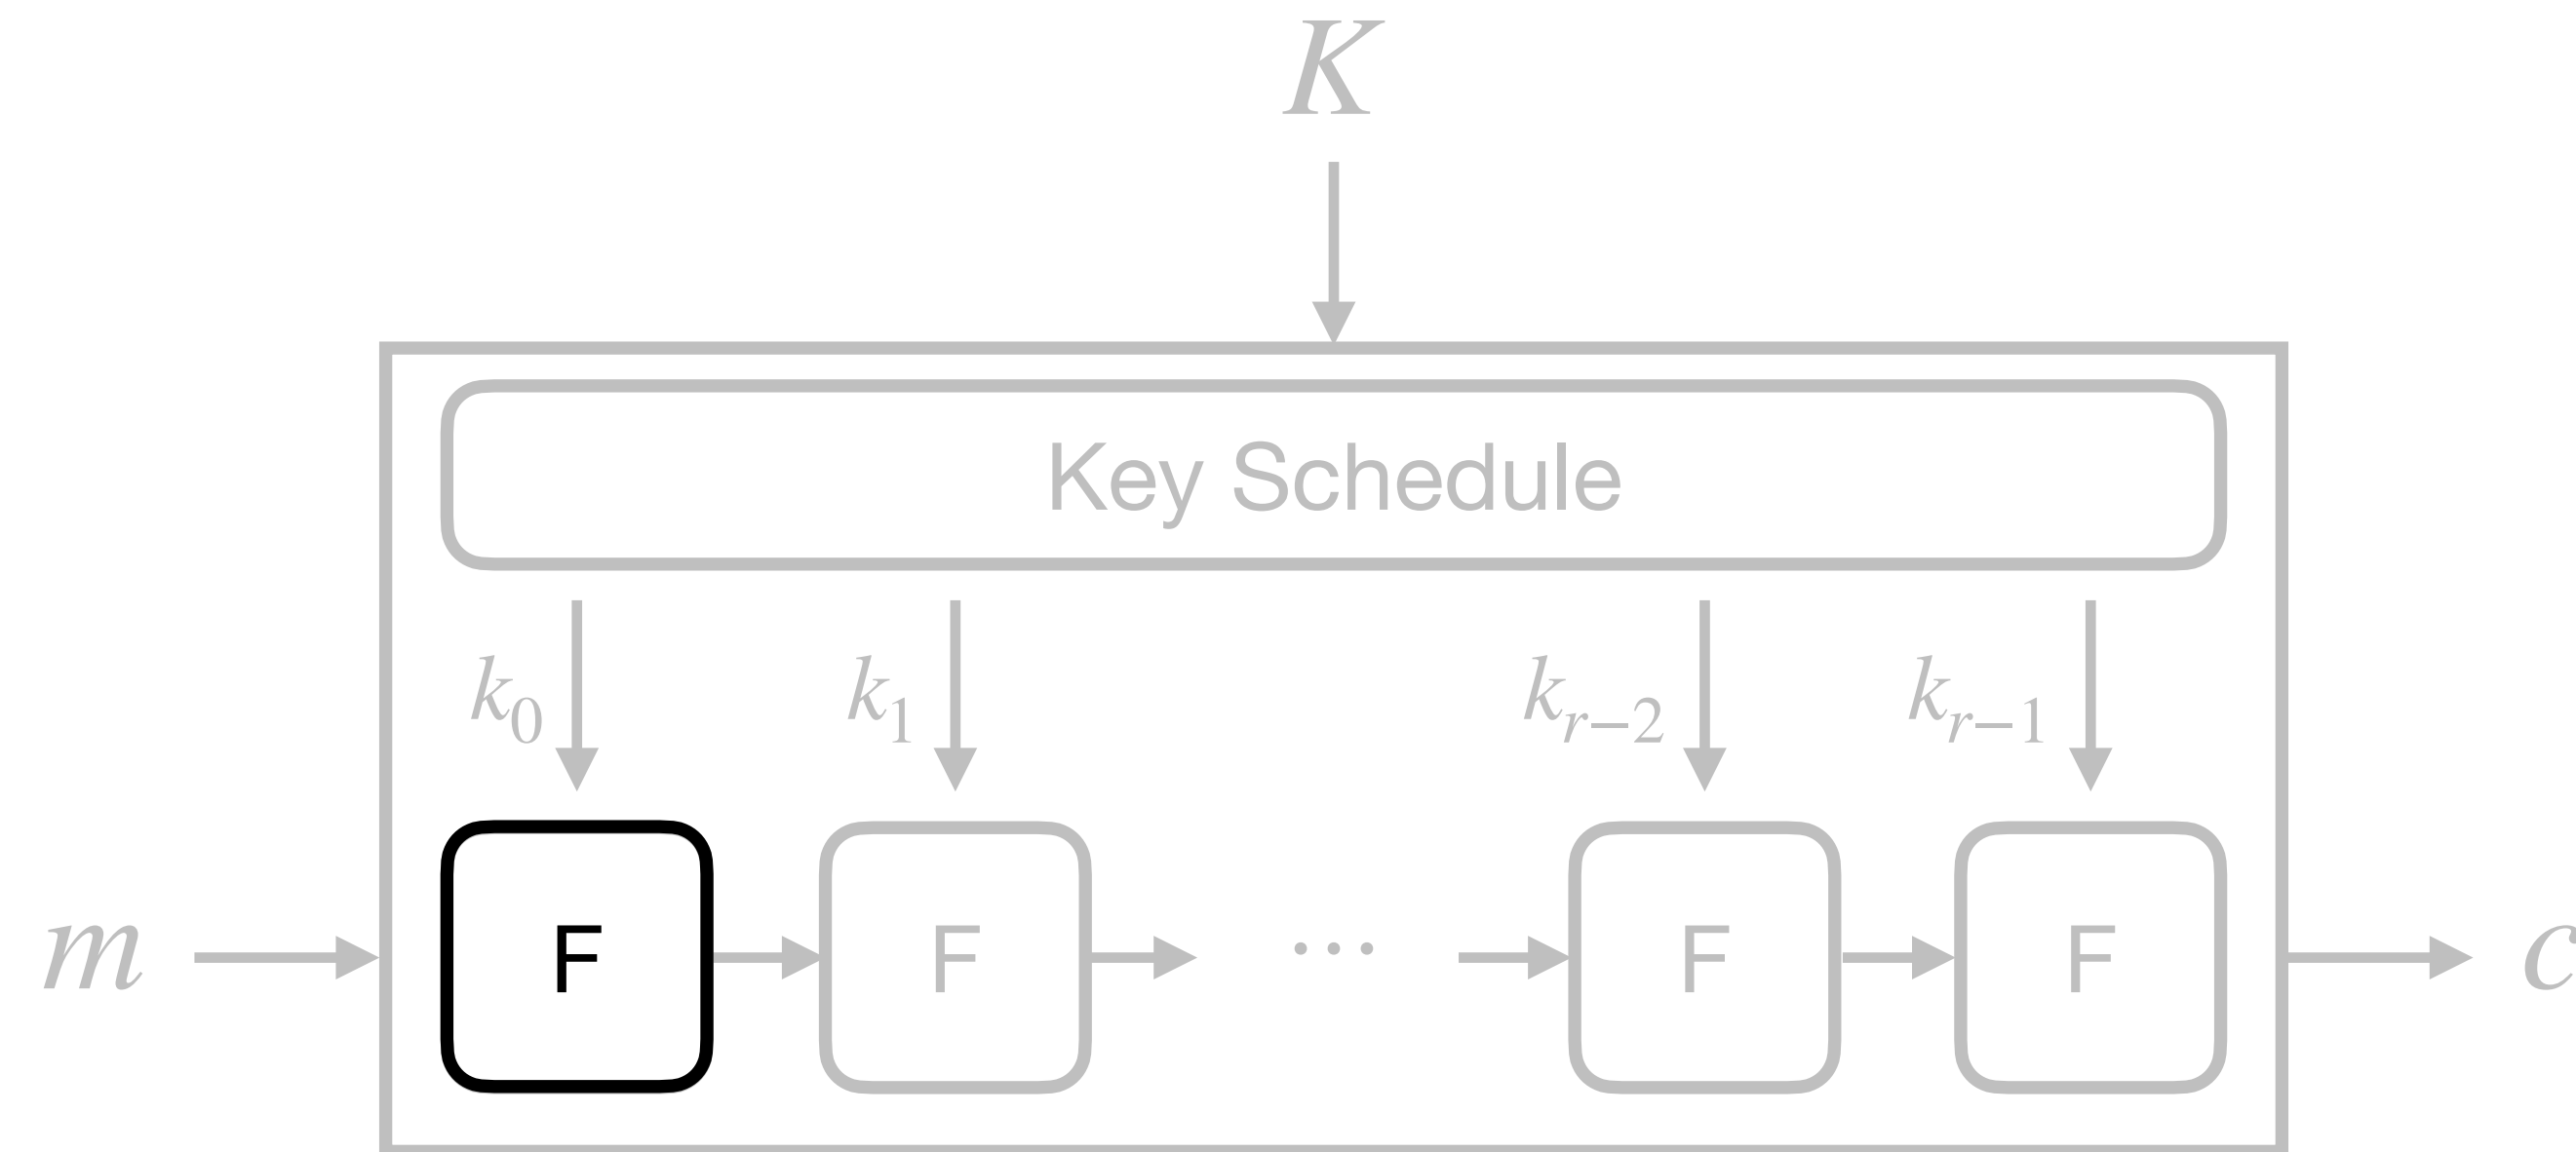 K
Key Schedule
k₀ k₁ kᵣ₋₂ kᵣ₋₁
m F F ... F F c